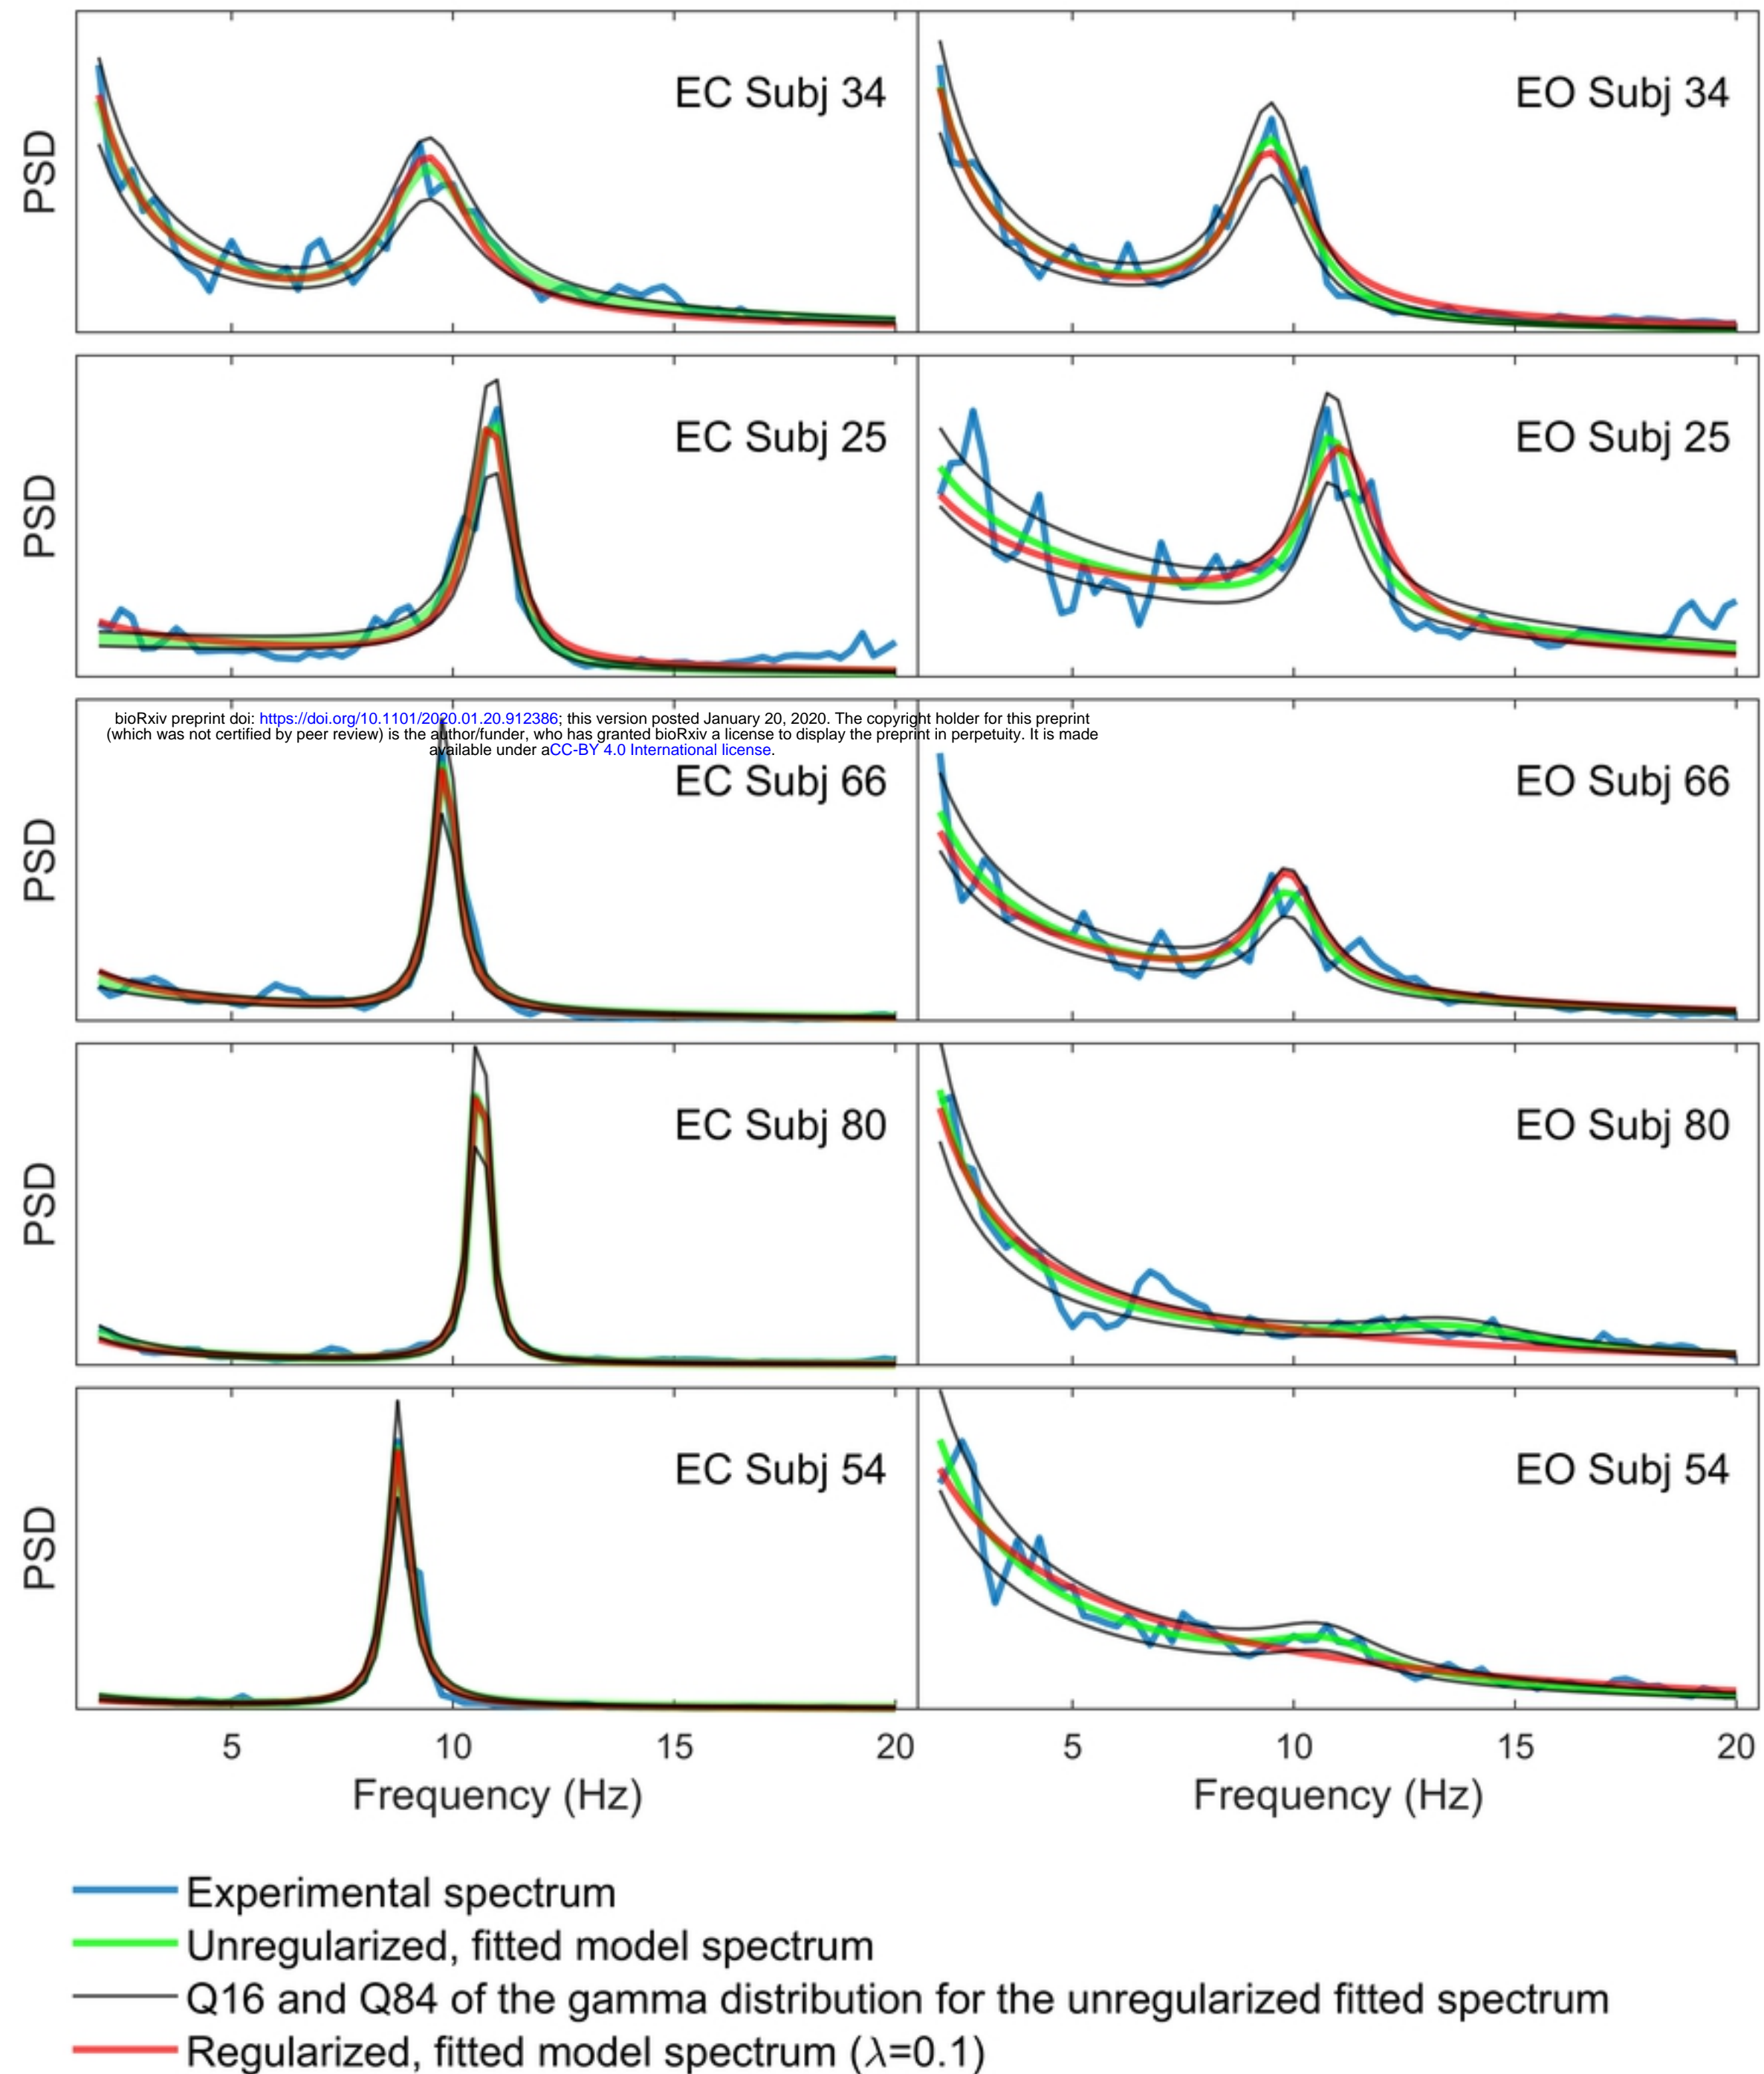 PSD
EC Subj 34
EO Subj 34
PSD
EC Subj 25
EO Subj 25
bioRxiv preprint doi: https://doi.org/10.1101/2020.01.20.912386; this version posted January 20, 2020. The copyright holder for this preprint
(which was not certified by peer review) is the author/funder, who has granted bioRxiv a license to display the preprint in perpetuity. It is made
available under aCC-BY 4.0 International license.
PSD
EC Subj 66
EO Subj 66
PSD
EC Subj 80
EO Subj 80
PSD
EC Subj 54
EO Subj 54
5 10 15 20 5 10 15 20
Frequency (Hz) Frequency (Hz)
Experimental spectrum
Unregularized, fitted model spectrum
Q16 and Q84 of the gamma distribution for the unregularized fitted spectrum
Regularized, fitted model spectrum (λ=0.1)